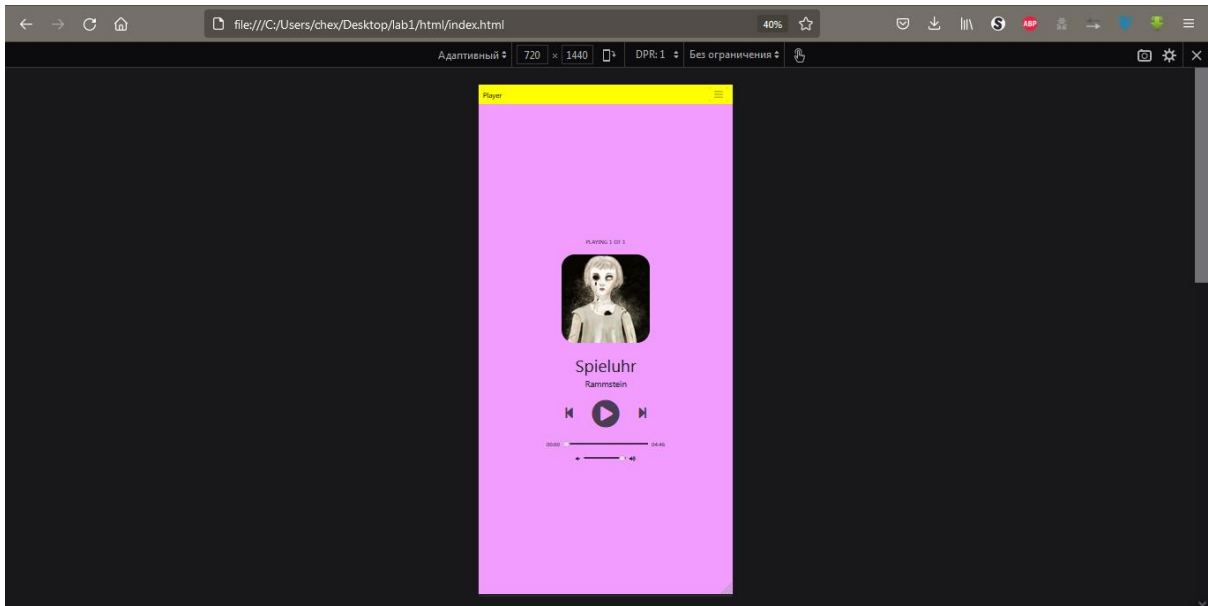 file:///C:/Users/chex/Desktop/lab1/html/index.html 40%
ABP
Адаптивный 720 × 1440 DPR: 1 Без ограничения
Player
PLAYING 1 OF 1
Spieluhr
Rammstein
00:00 04:46